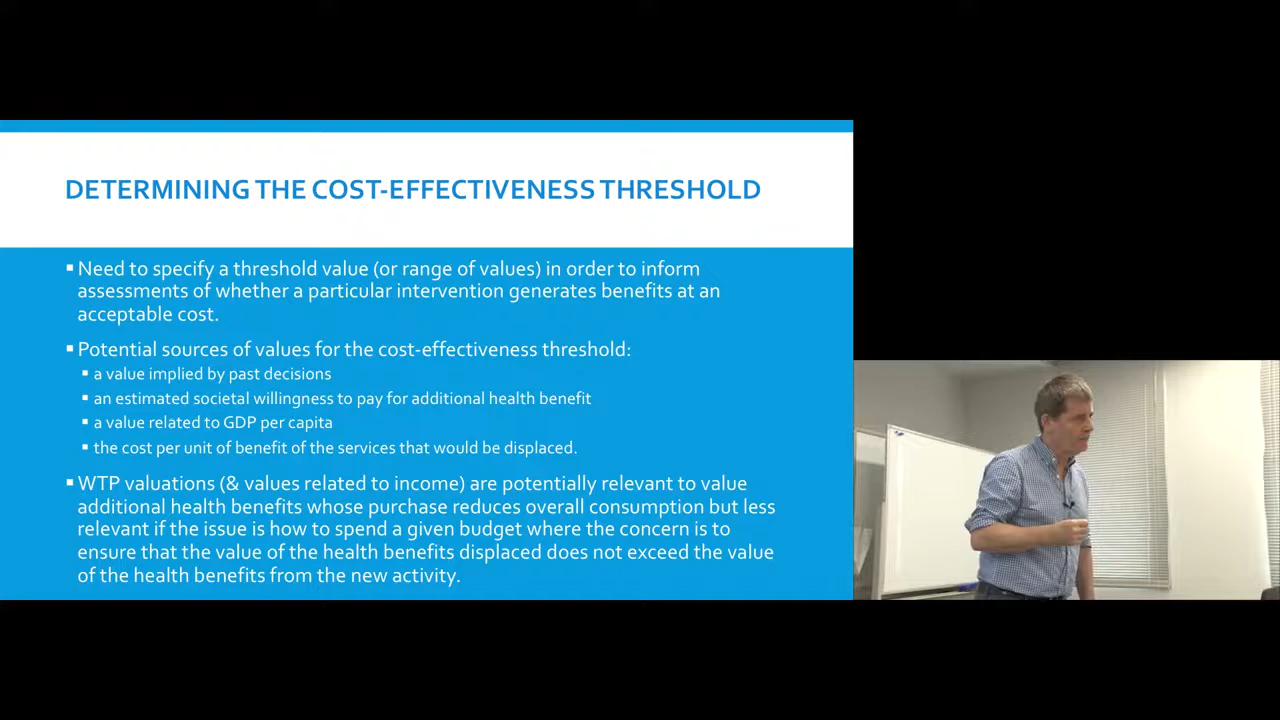 DETERMINING THE COST-EFFECTIVENESS THRESHOLD
▪ Need to specify a threshold value (or range of values) in order to inform
assessments of whether a particular intervention generates benefits at an
acceptable cost.
▪ Potential sources of values for the cost-effectiveness threshold:
▪ a value implied by past decisions
▪ an estimated societal willingness to pay for additional health benefit
▪ a value related to GDP per capita
▪ the cost per unit of benefit of the services that would be displaced.
▪ WTP valuations (& values related to income) are potentially relevant to value
additional health benefits whose purchase reduces overall consumption but less
relevant if the issue is how to spend a given budget where the concern is to
ensure that the value of the health benefits displaced does not exceed the value
of the health benefits from the new activity.